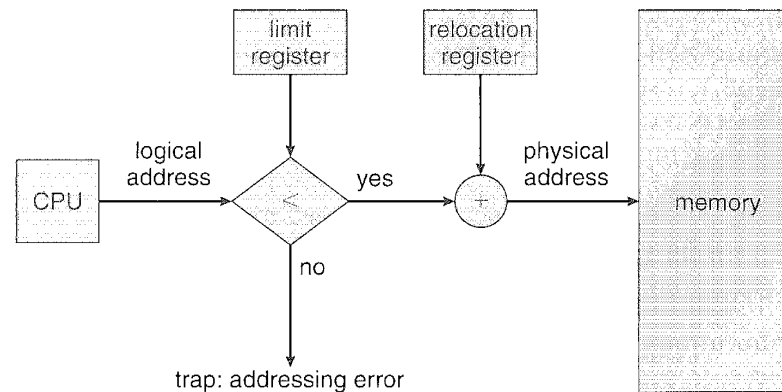 limit
register
relocation
register
logical
address
yes
physical
address
CPU
<
+
memory
no
trap: addressing error